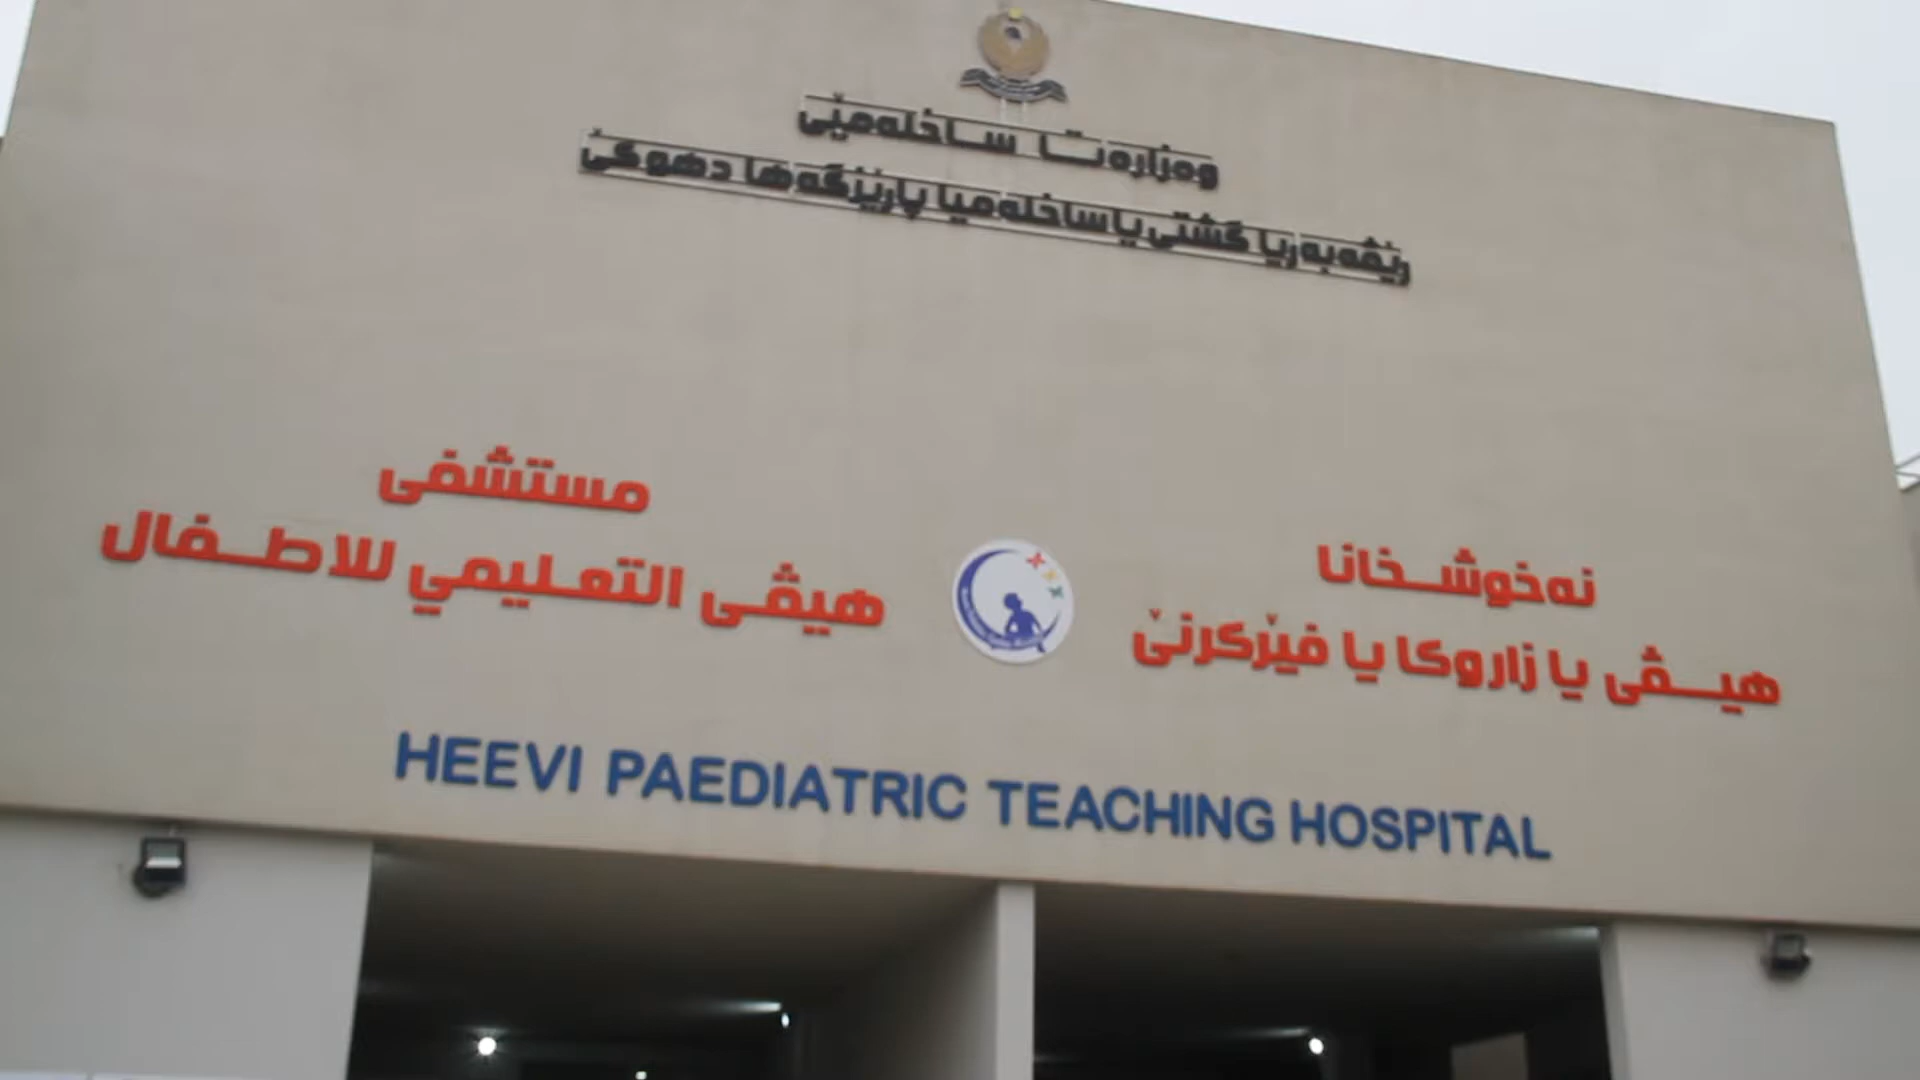 وەزارەتا ساخلەمیێ
ریڤەبەریا گشتی یا ساخلەمیا پارێزگەها دهوکێ
مستشفى
هيڤى التعليمي للاطفال
نەخوشخانا
هیڤی یا زاروکا یا فێرکرنێ
HEEVI PAEDIATRIC TEACHING HOSPITAL